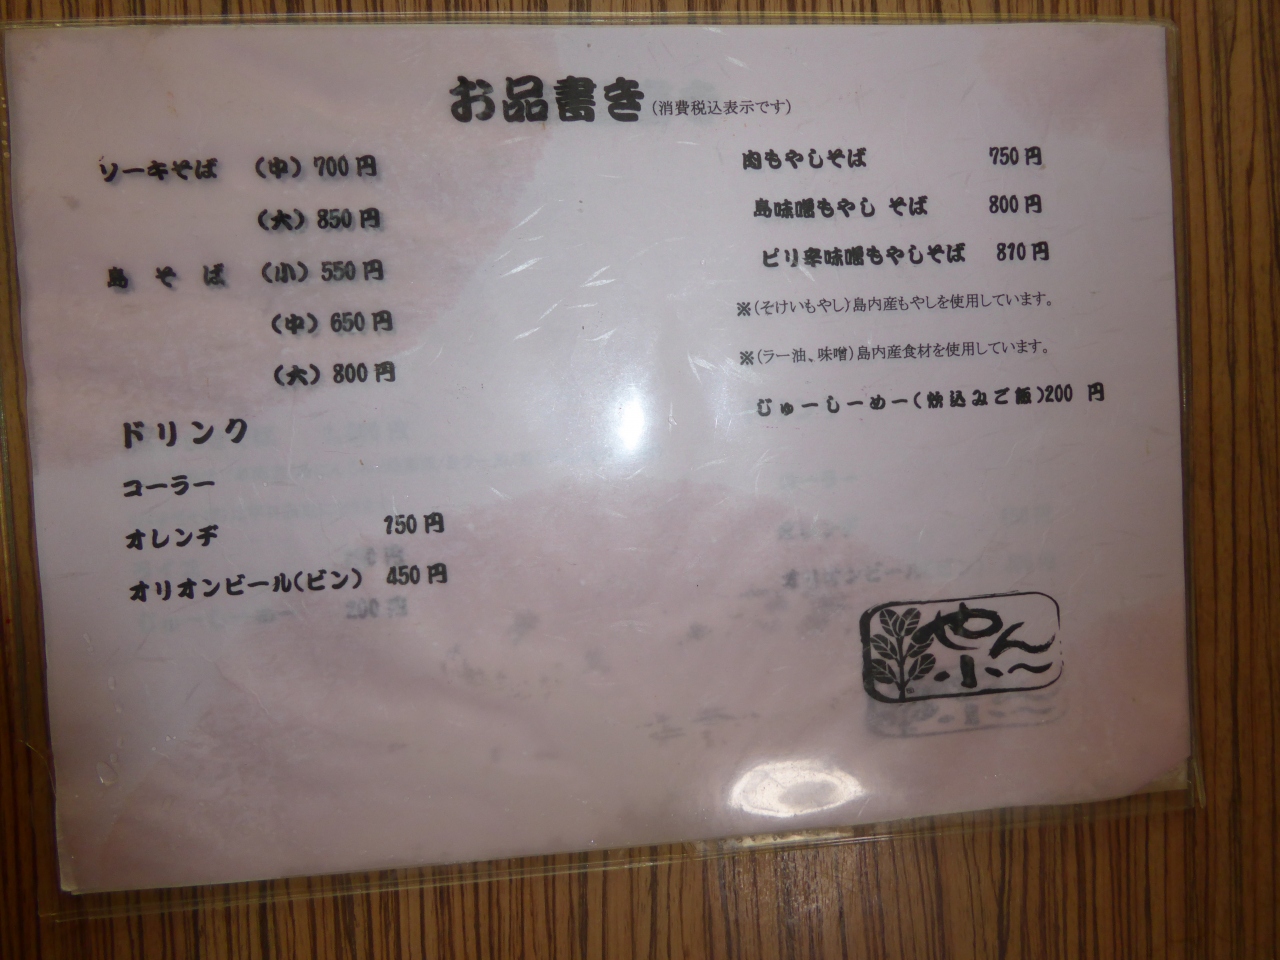 お品書き(消費税込表示です)
ソーキそば (中) 700円
(大) 850円
島そば (小) 550円
(中) 650円
(大) 800円
ドリンク
コーラー
オレンヂ 150円
オリオンビール(ビン) 450円
肉もやしそば 750円
島味噌もやしそば 800円
ピリ辛味噌もやしそば 810円
※(そけいもやし)島内産もやしを使用しています。
※(ラー油、味噌)島内産食材を使用しています。
じゅーしーめー(炊込みご飯)200円
やん
小〜